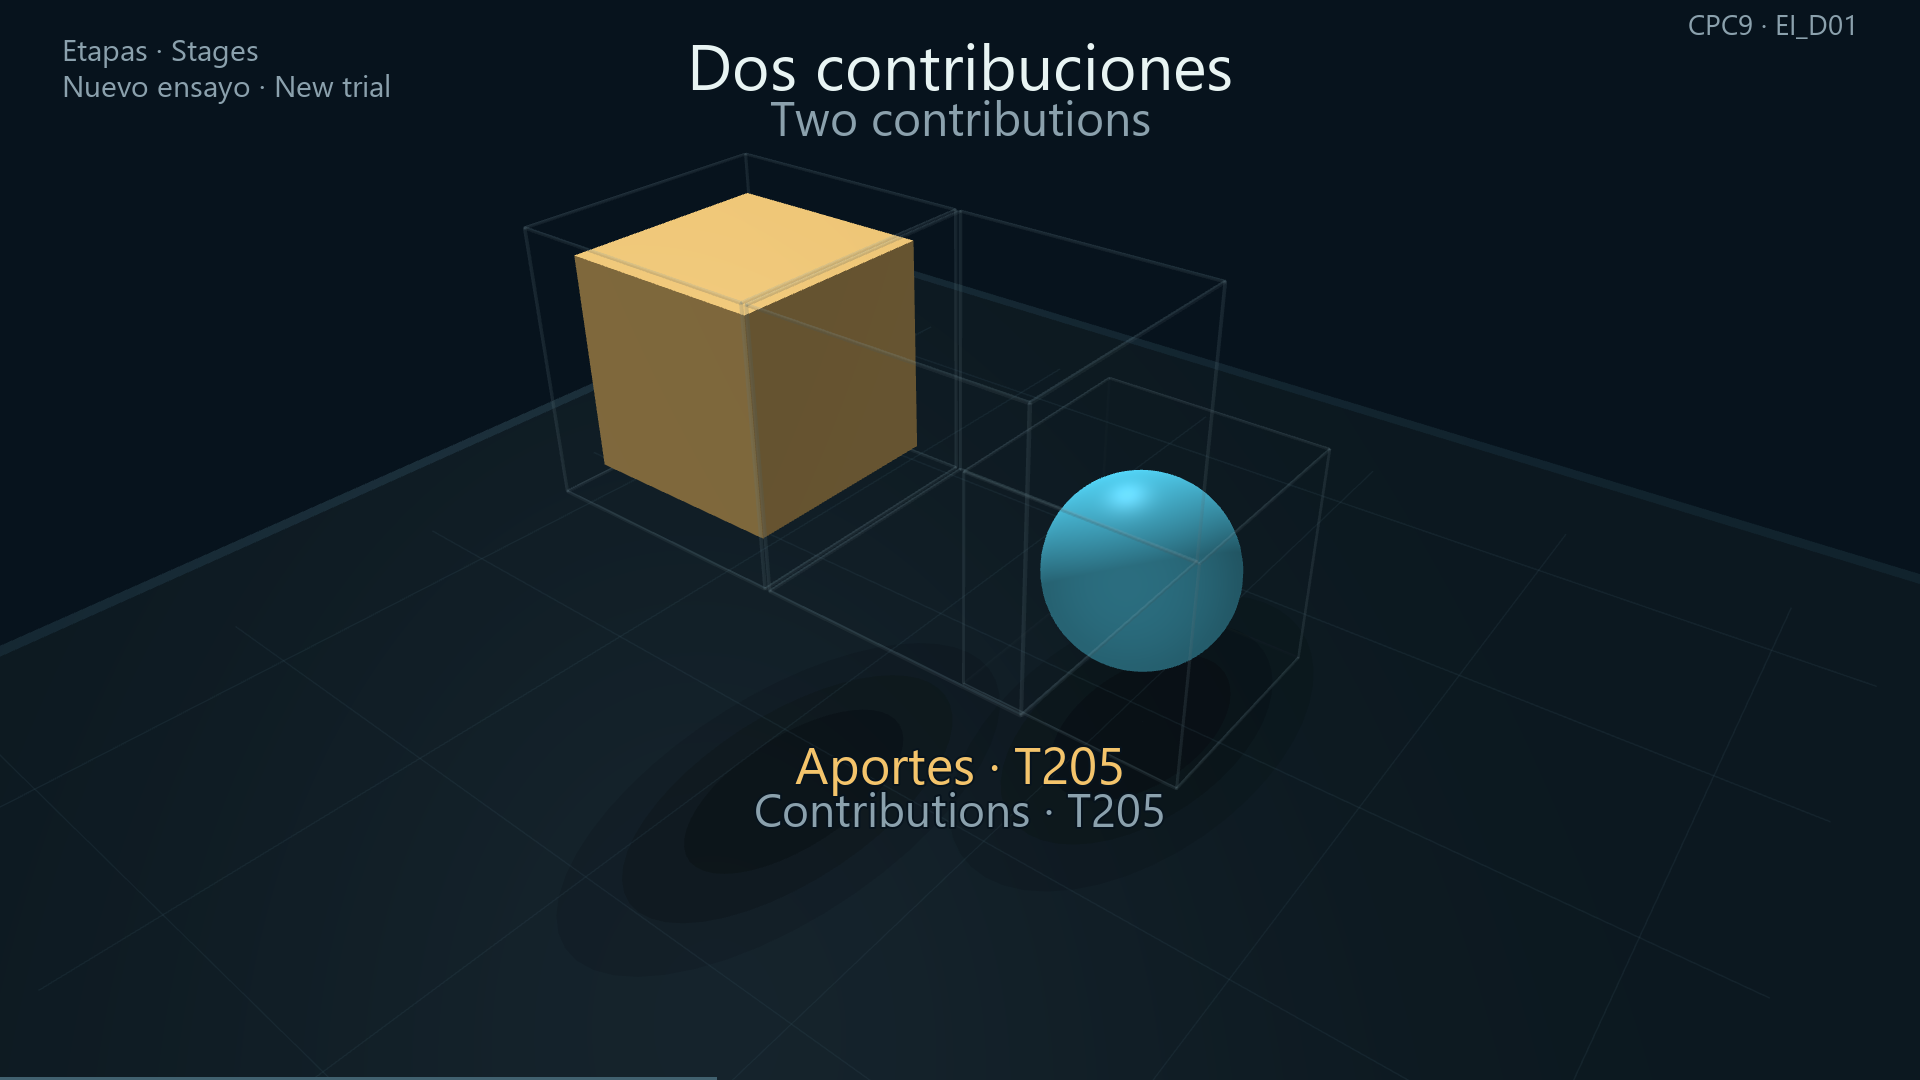 Etapas · Stages
Nuevo ensayo · New trial
Dos contribuciones
Two contributions
CPC9 · EI_D01
Aportes · T205
Contributions · T205